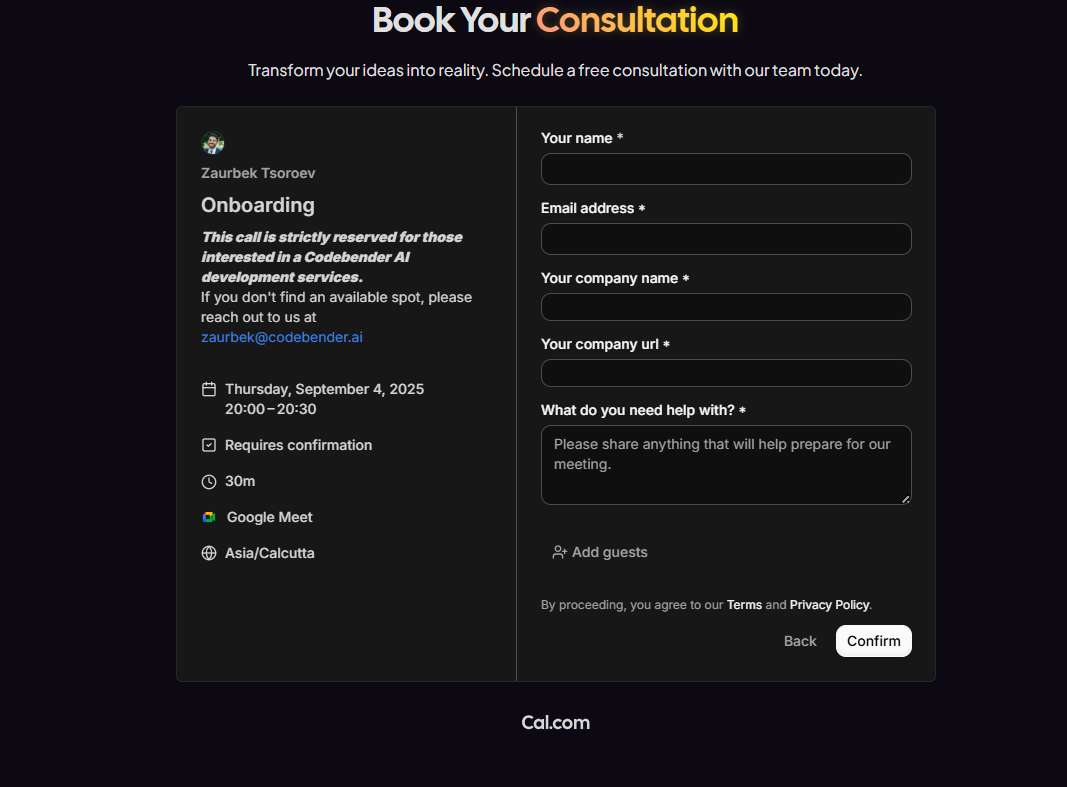 Book Your Consultation
Transform your ideas into reality. Schedule a free consultation with our team today.
Zaurbek Tsoroev
Onboarding
This call is strictly reserved for those
interested in a Codebender AI
development services.
If you don't find an available spot, please
reach out to us at
zaurbek@codebender.ai
Thursday, September 4, 2025
20:00 – 20:30
Requires confirmation
30m
Google Meet
Asia/Calcutta
Your name *
Email address *
Your company name *
Your company url *
What do you need help with? *
Please share anything that will help prepare for our
meeting.
Add guests
By proceeding, you agree to our Terms and Privacy Policy.
Back
Confirm
Cal.com